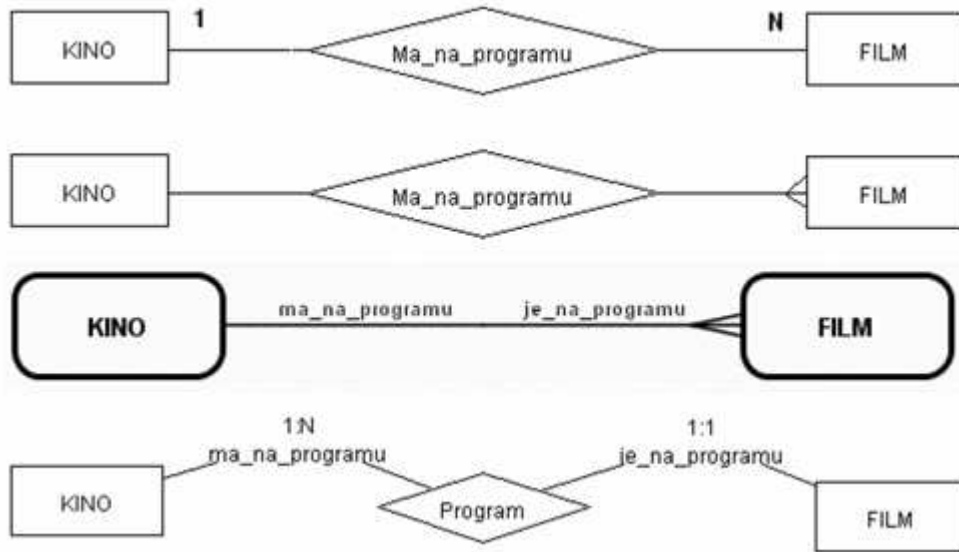 1 N
KINO Ma_na_programu FILM
KINO Ma_na_programu FILM
ma_na_programu je_na_programu
KINO FILM
1:N 1:1
ma_na_programu je_na_programu
KINO Program FILM